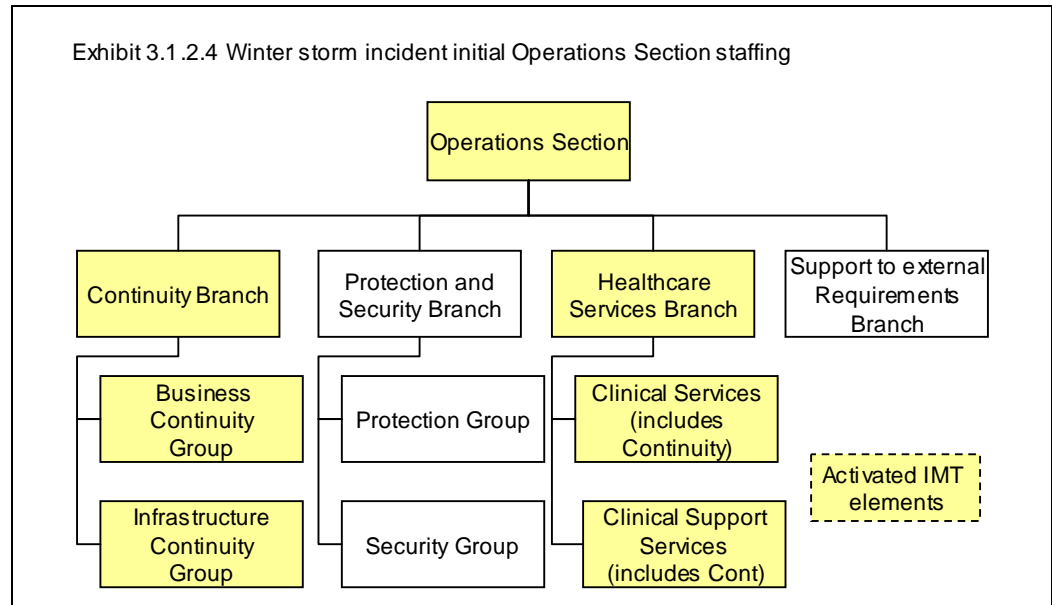 Exhibit 3.1.2.4 Winter storm incident initial Operations Section staffing
Operations Section
Continuity Branch
Protection and
Security Branch
Healthcare
Services Branch
Support to external
Requirements
Branch
Business
Continuity
Group
Protection Group
Clinical Services
(includes
Continuity)
Activated IMT
elements
Infrastructure
Continuity
Group
Security Group
Clinical Support
Services
(includes Cont)